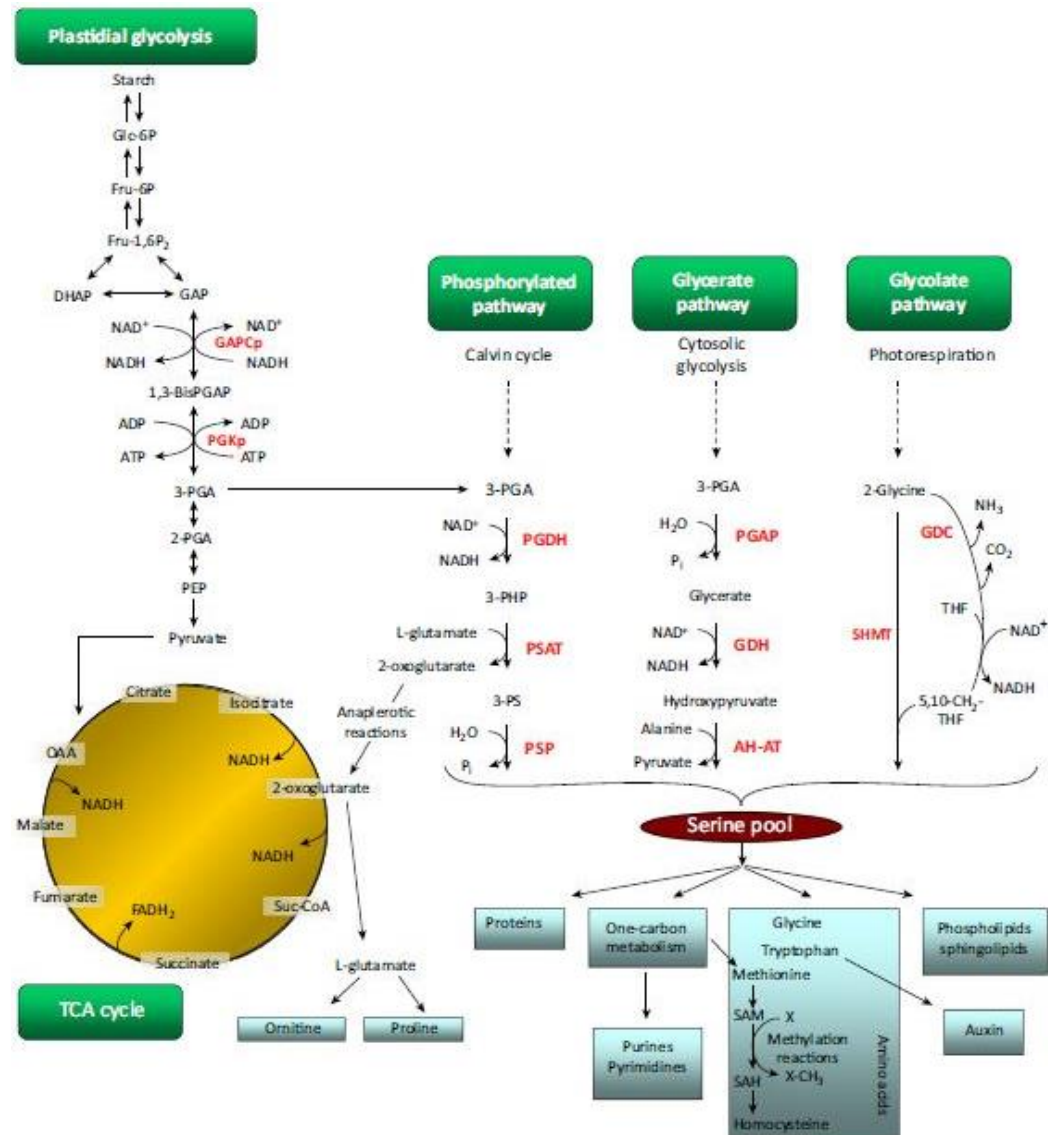 Plastidial glycolysis
Starch
Glc-6P
Fru-6P
Fru-1,6P₂
DHAP
GAP
NAD⁺
NAD⁺
GAPCp
NADH
NADH
1,3-BisPGAP
ADP
ADP
PGKp
ATP
ATP
3-PGA
2-PGA
PEP
Pyruvate
Citrate
Isocitrate
OAA
NADH
NADH
2-oxoglutarate
Malate
NADH
Fumarate
Suc-CoA
FADH₂
Succinate
TCA cycle
Phosphorylated
pathway
Calvin cycle
3-PGA
NAD⁺
PGDH
NADH
3-PHP
L-glutamate
PSAT
2-oxoglutarate
Anaplerotic
reactions
3-PS
H₂O
PSP
Pᵢ
L-glutamate
Ornitine
Proline
Glycerate
pathway
Cytosolic
glycolysis
3-PGA
H₂O
PGAP
Pᵢ
Glycerate
NAD⁺
GDH
NADH
Hydroxypyruvate
Alanine
AH-AT
Pyruvate
Glycolate
pathway
Photorespiration
2-Glycine
NH₃
GDC
CO₂
THF
SHMT
NAD⁺
NADH
5,10-CH₂-
THF
Serine pool
Proteins
One-carbon
metabolism
Purines
Pyrimidines
Glycine
Tryptophan
Methionine
SAM
X
Methylation
reactions
X-CH₃
SAH
Homocysteine
Amino acids
Phospholipids
sphingolipids
Auxin